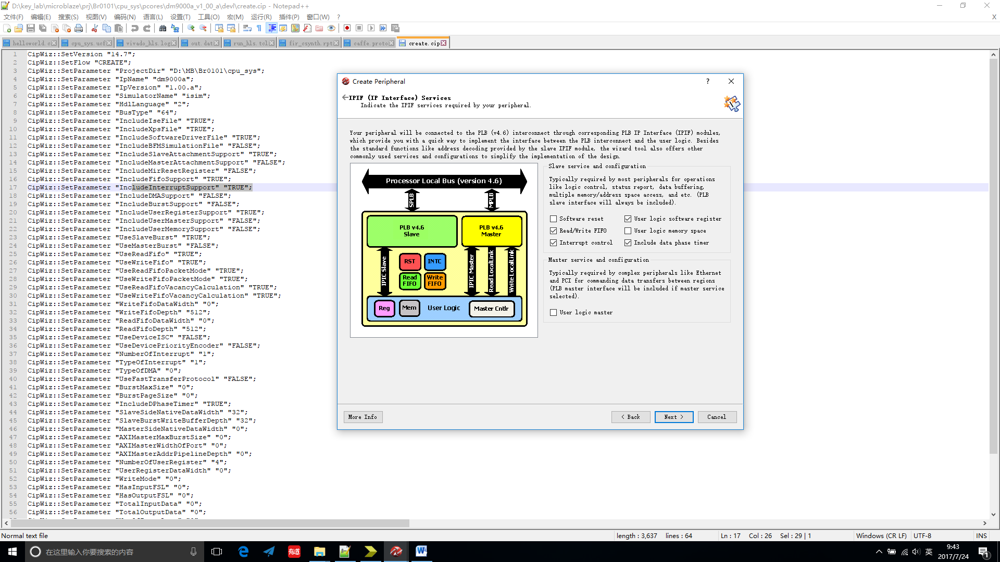 D:\key_lab\microblaze\prj\Br0101\cpu_sys\pcores\dm9000a_v1_00_a\devl\create.cip - Notepad++
文件(F) 编辑(E) 搜索(S) 视图(V) 编码(N) 语言(L) 设置(T) 工具(O) 宏(M) 运行(R) 插件(P) 窗口(W) ? X
helloworld.c cpu_sys.ucf vivado_hls.log out.dat run_hls.tcl fir_csynth.rpt caffe.proto create.cip
1 CipWiz::SetVersion "14.7";
2 CipWiz::SetFlow "CREATE";
3 CipWiz::SetParameter "ProjectDir" "D:\MB\Br0101\cpu_sys";
4 CipWiz::SetParameter "IpName" "dm9000a";
5 CipWiz::SetParameter "IpVersion" "1.00.a";
6 CipWiz::SetParameter "SimulatorName" "isim";
7 CipWiz::SetParameter "HdlLanguage" "2";
8 CipWiz::SetParameter "BusType" "64";
9 CipWiz::SetParameter "IncludeIseFile" "TRUE";
10 CipWiz::SetParameter "IncludeXpsFile" "TRUE";
11 CipWiz::SetParameter "IncludeSoftwareDriverFile" "TRUE";
12 CipWiz::SetParameter "IncludeBFMSimulationFile" "FALSE";
13 CipWiz::SetParameter "IncludeSlaveAttachmentSupport" "TRUE";
14 CipWiz::SetParameter "IncludeMasterAttachmentSupport" "FALSE";
15 CipWiz::SetParameter "IncludeMirResetRegister" "FALSE";
16 CipWiz::SetParameter "IncludeFifoSupport" "TRUE";
17 CipWiz::SetParameter "IncludeInterruptSupport" "TRUE";
18 CipWiz::SetParameter "IncludeDMASupport" "FALSE";
19 CipWiz::SetParameter "IncludeBurstSupport" "FALSE";
20 CipWiz::SetParameter "IncludeUserRegisterSupport" "TRUE";
21 CipWiz::SetParameter "IncludeUserMasterSupport" "FALSE";
22 CipWiz::SetParameter "IncludeUserMemorySupport" "FALSE";
23 CipWiz::SetParameter "UseSlaveBurst" "TRUE";
24 CipWiz::SetParameter "UseMasterBurst" "FALSE";
25 CipWiz::SetParameter "UseReadFifo" "TRUE";
26 CipWiz::SetParameter "UseWriteFifo" "TRUE";
27 CipWiz::SetParameter "UseReadFifoPacketMode" "TRUE";
28 CipWiz::SetParameter "UseWriteFifoPacketMode" "TRUE";
29 CipWiz::SetParameter "UseReadFifoVacancyCalculation" "TRUE";
30 CipWiz::SetParameter "UseWriteFifoVacancyCalculation" "TRUE";
31 CipWiz::SetParameter "WriteFifoDataWidth" "0";
32 CipWiz::SetParameter "WriteFifoDepth" "512";
33 CipWiz::SetParameter "ReadFifoDataWidth" "0";
34 CipWiz::SetParameter "ReadFifoDepth" "512";
35 CipWiz::SetParameter "UseDeviceISC" "FALSE";
36 CipWiz::SetParameter "UseDevicePriorityEncoder" "FALSE";
37 CipWiz::SetParameter "NumberOfInterrupt" "1";
38 CipWiz::SetParameter "TypeOfInterrupt" "1";
39 CipWiz::SetParameter "TypeOfDMA" "0";
40 CipWiz::SetParameter "UseFastTransferProtocol" "FALSE";
41 CipWiz::SetParameter "BurstMaxSize" "0";
42 CipWiz::SetParameter "BurstPageSize" "0";
43 CipWiz::SetParameter "IncludeDPhaseTimer" "TRUE";
44 CipWiz::SetParameter "SlaveSideNativeDataWidth" "32";
45 CipWiz::SetParameter "SlaveBurstWriteBufferDepth" "32";
46 CipWiz::SetParameter "MasterSideNativeDataWidth" "0";
47 CipWiz::SetParameter "AXIMasterMaxBurstSize" "0";
48 CipWiz::SetParameter "AXIMasterWidthOfPort" "0";
49 CipWiz::SetParameter "AXIMasterAddrPipelineDepth" "0";
50 CipWiz::SetParameter "NumberOfUserRegister" "4";
51 CipWiz::SetParameter "UserRegisterDataWidth" "0";
52 CipWiz::SetParameter "WriteMode" "0";
53 CipWiz::SetParameter "HasInputFSL" "0";
54 CipWiz::SetParameter "HasOutputFSL" "0";
55 CipWiz::SetParameter "TotalInputData" "0";
56 CipWiz::SetParameter "TotalOutputData" "0";
Create Peripheral ?
IPIF (IP Interface) Services
Indicate the IPIF services required by your peripheral.
Your peripheral will be connected to the PLB (v4.6) interconnect through corresponding PLB IP Interface (IPIF) modules,
which provide you with a quick way to implement the interface between the PLB interconnect and the user logic. Besides
the standard functions like address decoding provided by the slave IPIF module, the wizard tool also offers other
commonly used services and configurations to simplify the implementation of the design.
Processor Local Bus (version 4.6)
SPLB
MPLB
PLB v4.6
Slave
PLB v4.6
Master
IPIC Slave
RST
INTC
Read
FIFO
Write
FIFO
IPIC Master
Read LocalLink
Write LocalLink
Reg
Mem
User Logic
Master Cntlr
Slave service and configuration
Typically required by most peripherals for operations
like logic control, status report, data buffering,
multiple memory/address space access, and etc. (PLB
slave interface will always be included).
Software reset User logic software register
Read/Write FIFO User logic memory space
Interrupt control Include data phase timer
Master service and configuration
Typically required by complex peripherals like Ethernet
and PCI for commanding data transfers between regions
(PLB master interface will be included if master service
selected).
User logic master
More Info < Back Next > Cancel
Normal text file length : 3,637 lines : 64 Ln : 17 Col : 26 Sel : 29 | 1 Windows (CR LF) UTF-8 INS
在这里输入你要搜索的内容
有道
英
9:43
2017/7/24
1